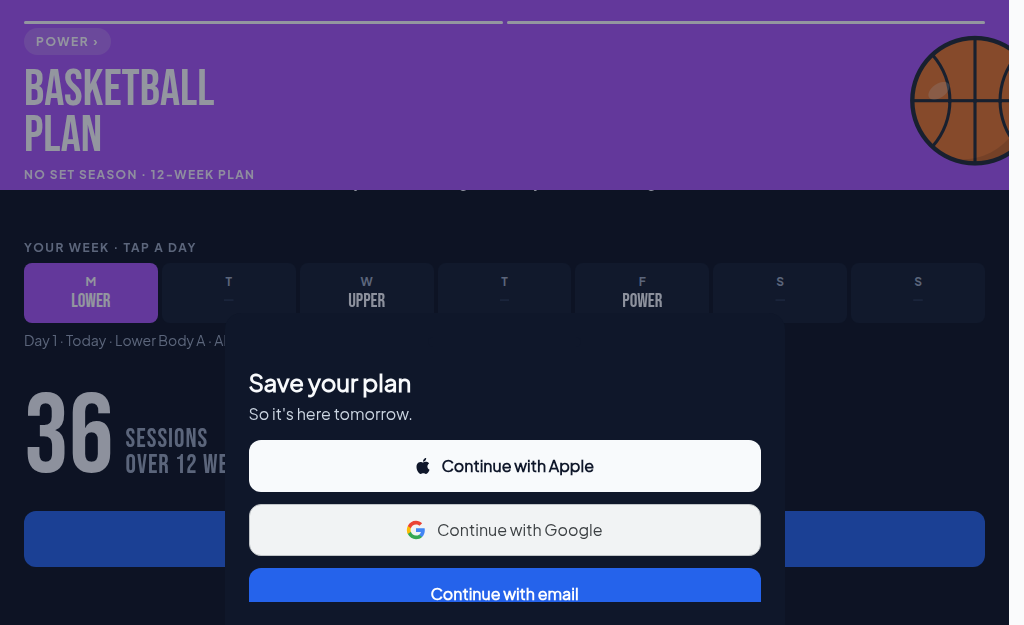 POWER ›
BASKETBALL
PLAN
NO SET SEASON · 12-WEEK PLAN
YOUR WEEK · TAP A DAY
M T W T F S S
LOWER — UPPER — POWER — —
Day 1 · Today · Lower Body A ·
36 SESSIONS
OVER 12
Save your plan
So it's here tomorrow.
Continue with Apple
Continue with Google
Continue with email